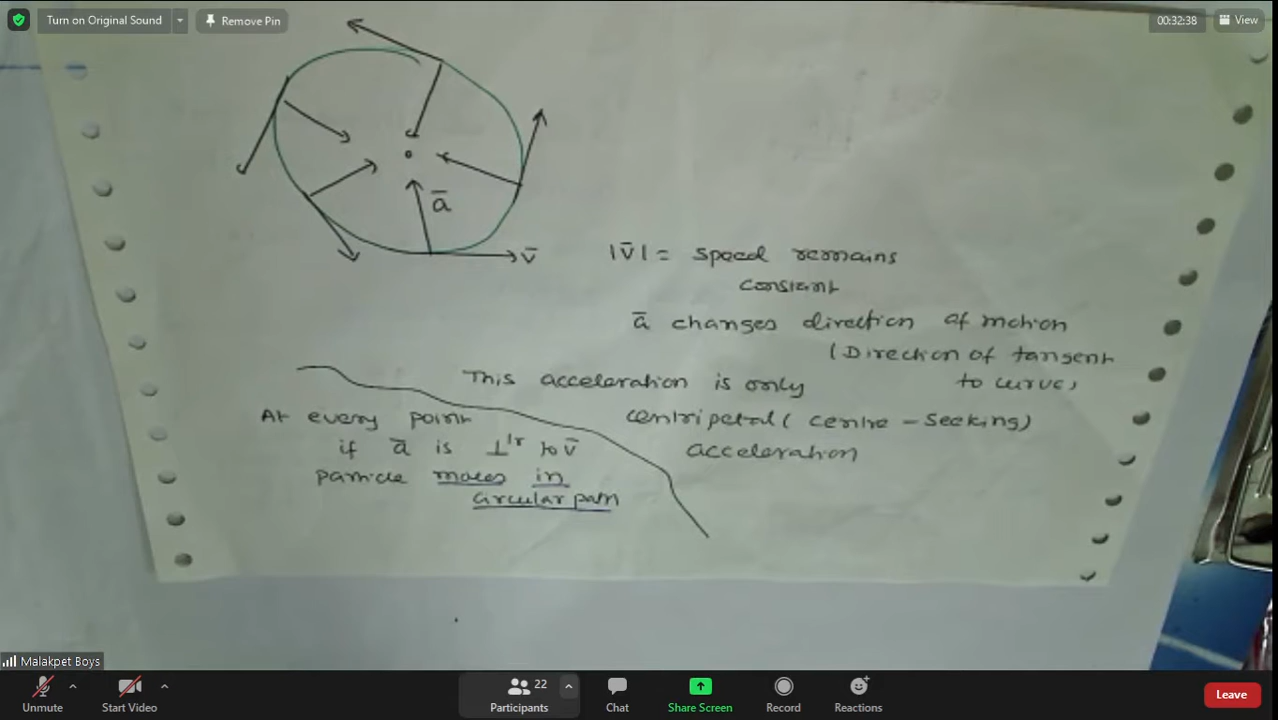 Turn on Original Sound
Remove Pin
00:32:38
View
a̅
v̅
|v̅| = speed remains
constant
a̅ changes direction of motion
(Direction of tangent
to curve)
This acceleration is only
centripetal (centre - seeking)
acceleration
At every point
if a̅ is ⊥ˡʳ to v̅
particle moves in
circular path
Malakpet Boys
Unmute
Start Video
22
Participants
Chat
Share Screen
Record
Reactions
Leave